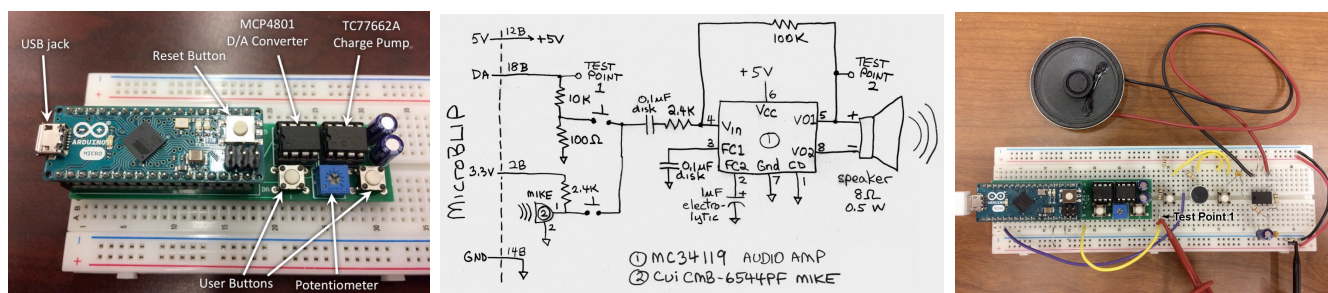 MCP4801
D/A Converter
TC77662A
Charge Pump
USB jack
Reset Button
ARDUINO
MICRO
User Buttons
Potentiometer
MicroBLIP
5V
12B
+5V
DA
18B
TEST
POINT
1
10K
100Ω
3.3V
2B
2.4K
MIKE
1
2
2
GND
14B
0.1µF
disk
2.4K
100K
+5V
6
Vcc
4
Vin
VO1
5
TEST
POINT
2
1
3
FC1
VO2
8
FC2
Gnd
CD
0.1µF
disk
2
7
1
1µF
electro-
lytic
+
+
−
speaker
8Ω
0.5 W
1 MC34119 AUDIO AMP
2 CUI CMB-6544PF MIKE
Test Point 1